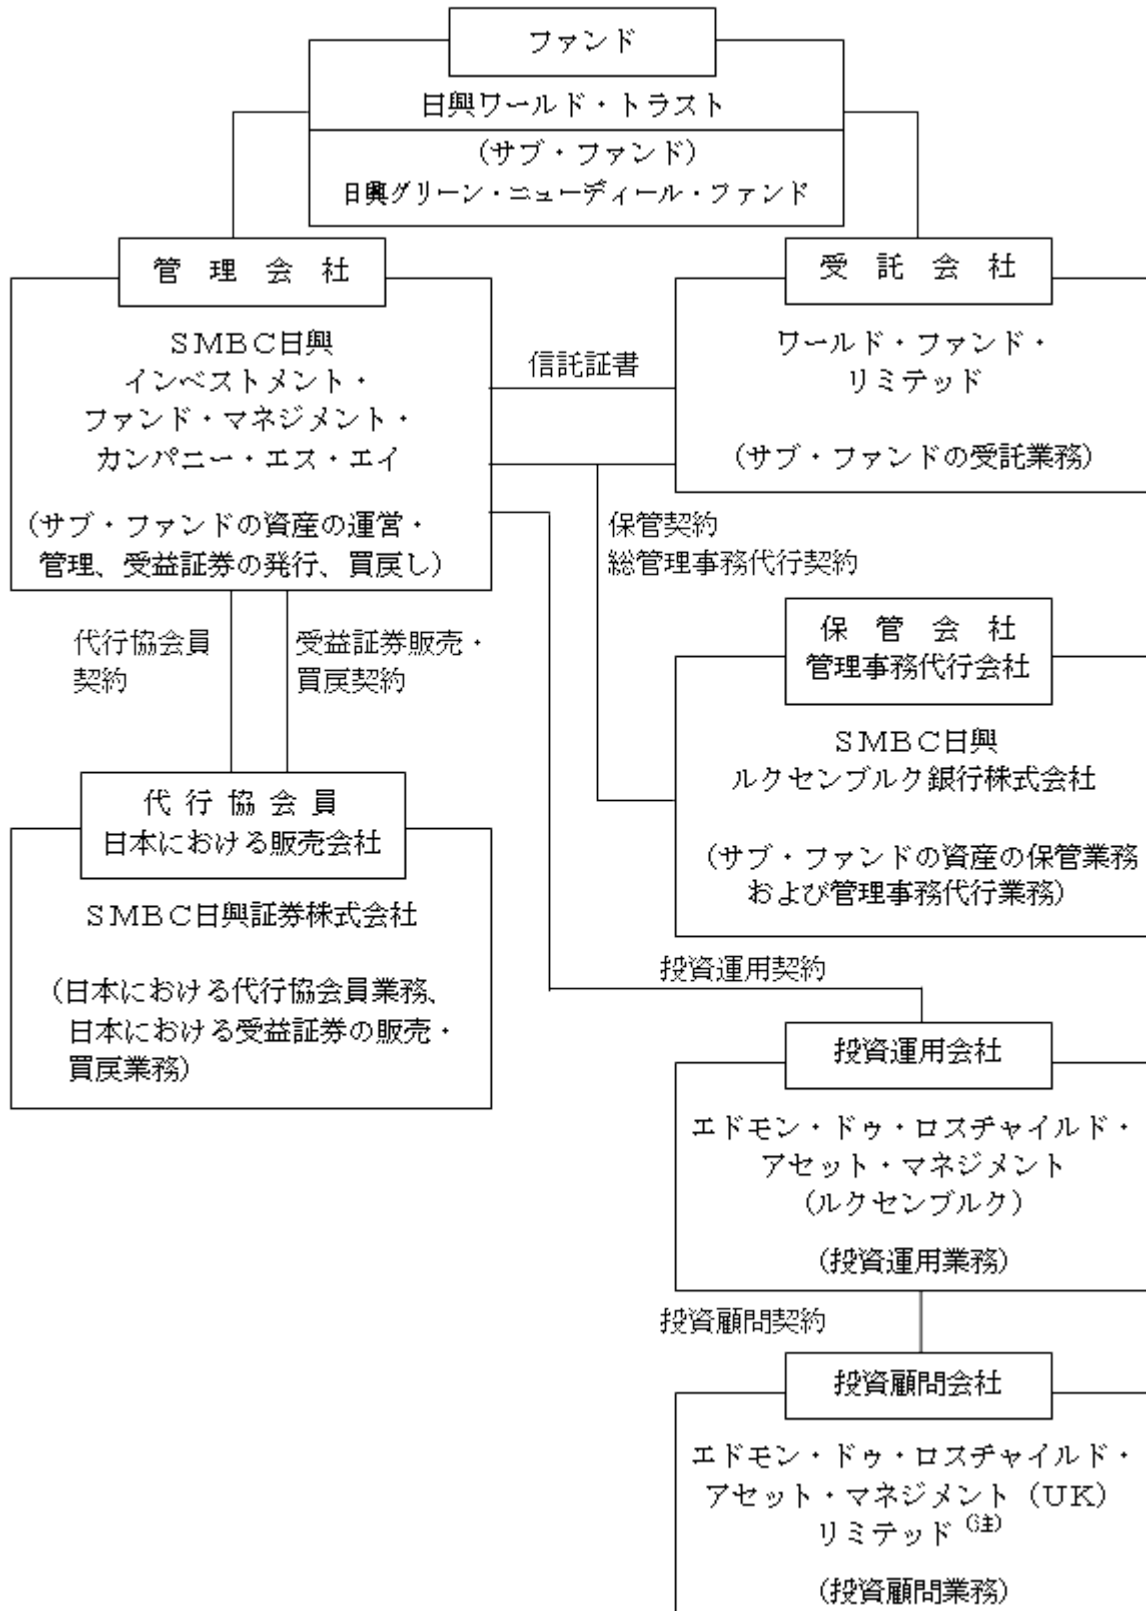 ファンド
日興ワールド・トラスト
(サブ・ファンド)
日興グリーン・ニューディール・ファンド
管理会社
SMBC日興
インベストメント・
ファンド・マネジメント・
カンパニー・エス・エイ
(サブ・ファンドの資産の運営・
管理、受益証券の発行、買戻し)
信託証書
受託会社
ワールド・ファンド・
リミテッド
(サブ・ファンドの受託業務)
保管契約
総管理事務代行契約
代行協会員
契約
受益証券販売・
買戻契約
保管会社
管理事務代行会社
SMBC日興
ルクセンブルク銀行株式会社
(サブ・ファンドの資産の保管業務
および管理事務代行業務)
代行協会員
日本における販売会社
SMBC日興証券株式会社
(日本における代行協会員業務、
日本における受益証券の販売・
買戻業務)
投資運用契約
投資運用会社
エドモン・ドゥ・ロスチャイルド・
アセット・マネジメント
(ルクセンブルク)
(投資運用業務)
投資顧問契約
投資顧問会社
エドモン・ドゥ・ロスチャイルド・
アセット・マネジメント(UK)
リミテッド(注)
(投資顧問業務)